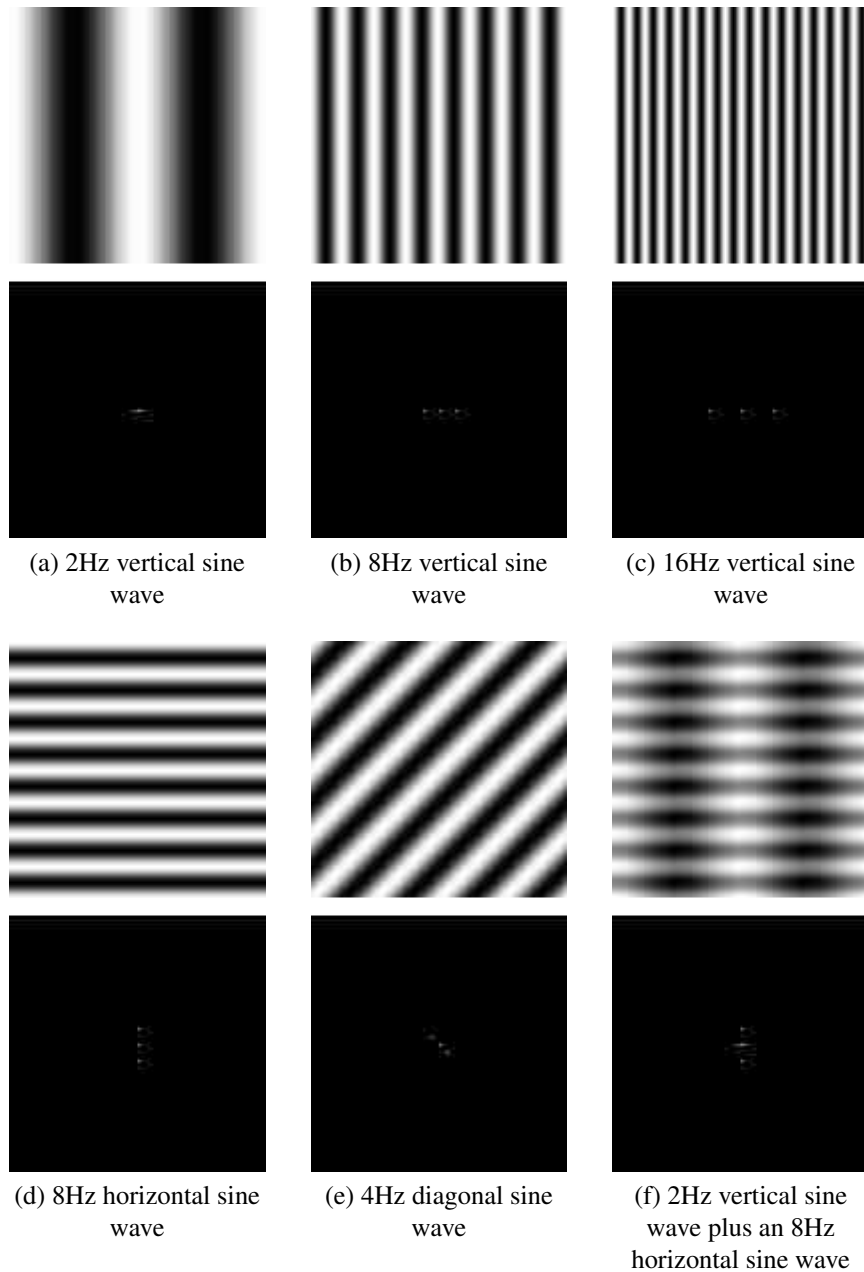 (a) 2Hz vertical sine
wave
(b) 8Hz vertical sine
wave
(c) 16Hz vertical sine
wave
(d) 8Hz horizontal sine
wave
(e) 4Hz diagonal sine
wave
(f) 2Hz vertical sine
wave plus an 8Hz
horizontal sine wave